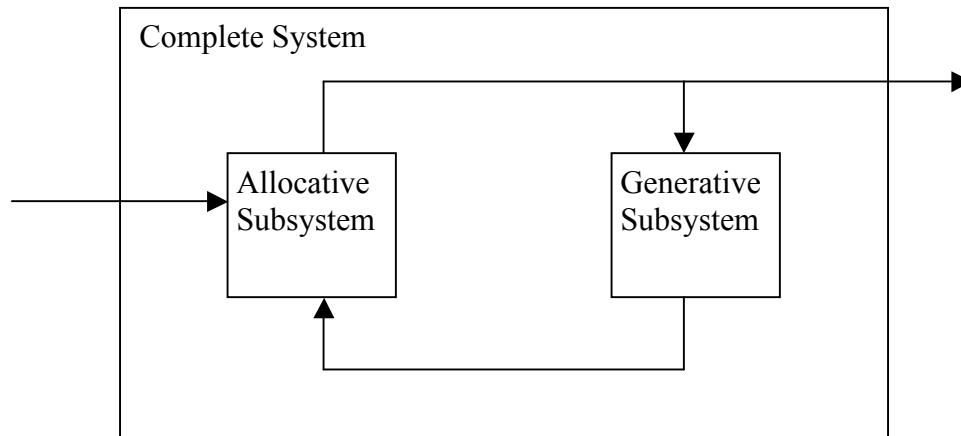 Complete System
Allocative
Subsystem
Generative
Subsystem